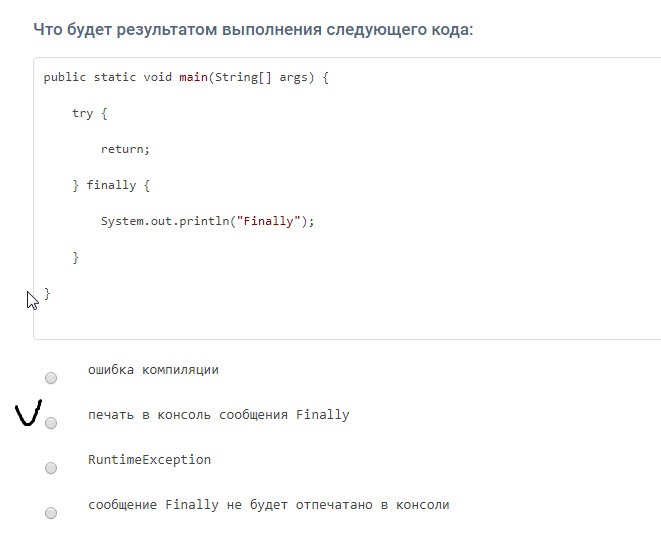 Что будет результатом выполнения следующего кода:
public static void main(String[] args) {
try {
return;
} finally {
System.out.println("Finally");
}
}
ошибка компиляции
печать в консоль сообщения Finally
RuntimeException
сообщение Finally не будет отпечатано в консоли